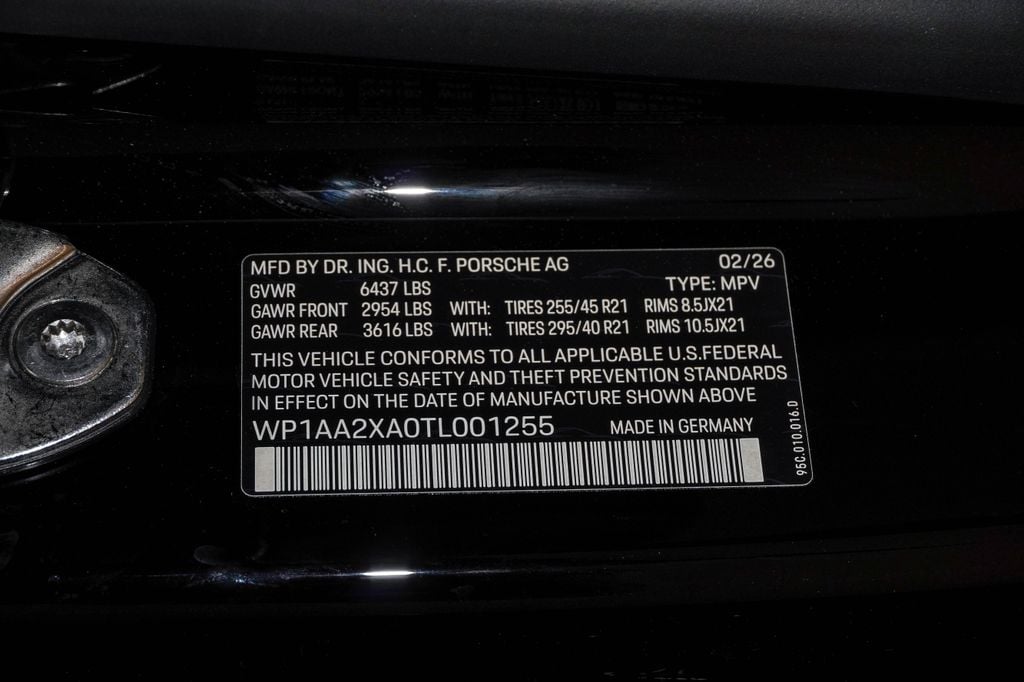 MFD BY DR. ING. H.C. F. PORSCHE AG 02/26
GVWR 6437 LBS TYPE: MPV
GAWR FRONT 2954 LBS WITH: TIRES 255/45 R21 RIMS 8.5JX21
GAWR REAR 3616 LBS WITH: TIRES 295/40 R21 RIMS 10.5JX21
THIS VEHICLE CONFORMS TO ALL APPLICABLE U.S.FEDERAL
MOTOR VEHICLE SAFETY AND THEFT PREVENTION STANDARDS
IN EFFECT ON THE DATE OF MANUFACTURE SHOWN ABOVE
WP1AA2XA0TL001255 MADE IN GERMANY
95C.010.016.D